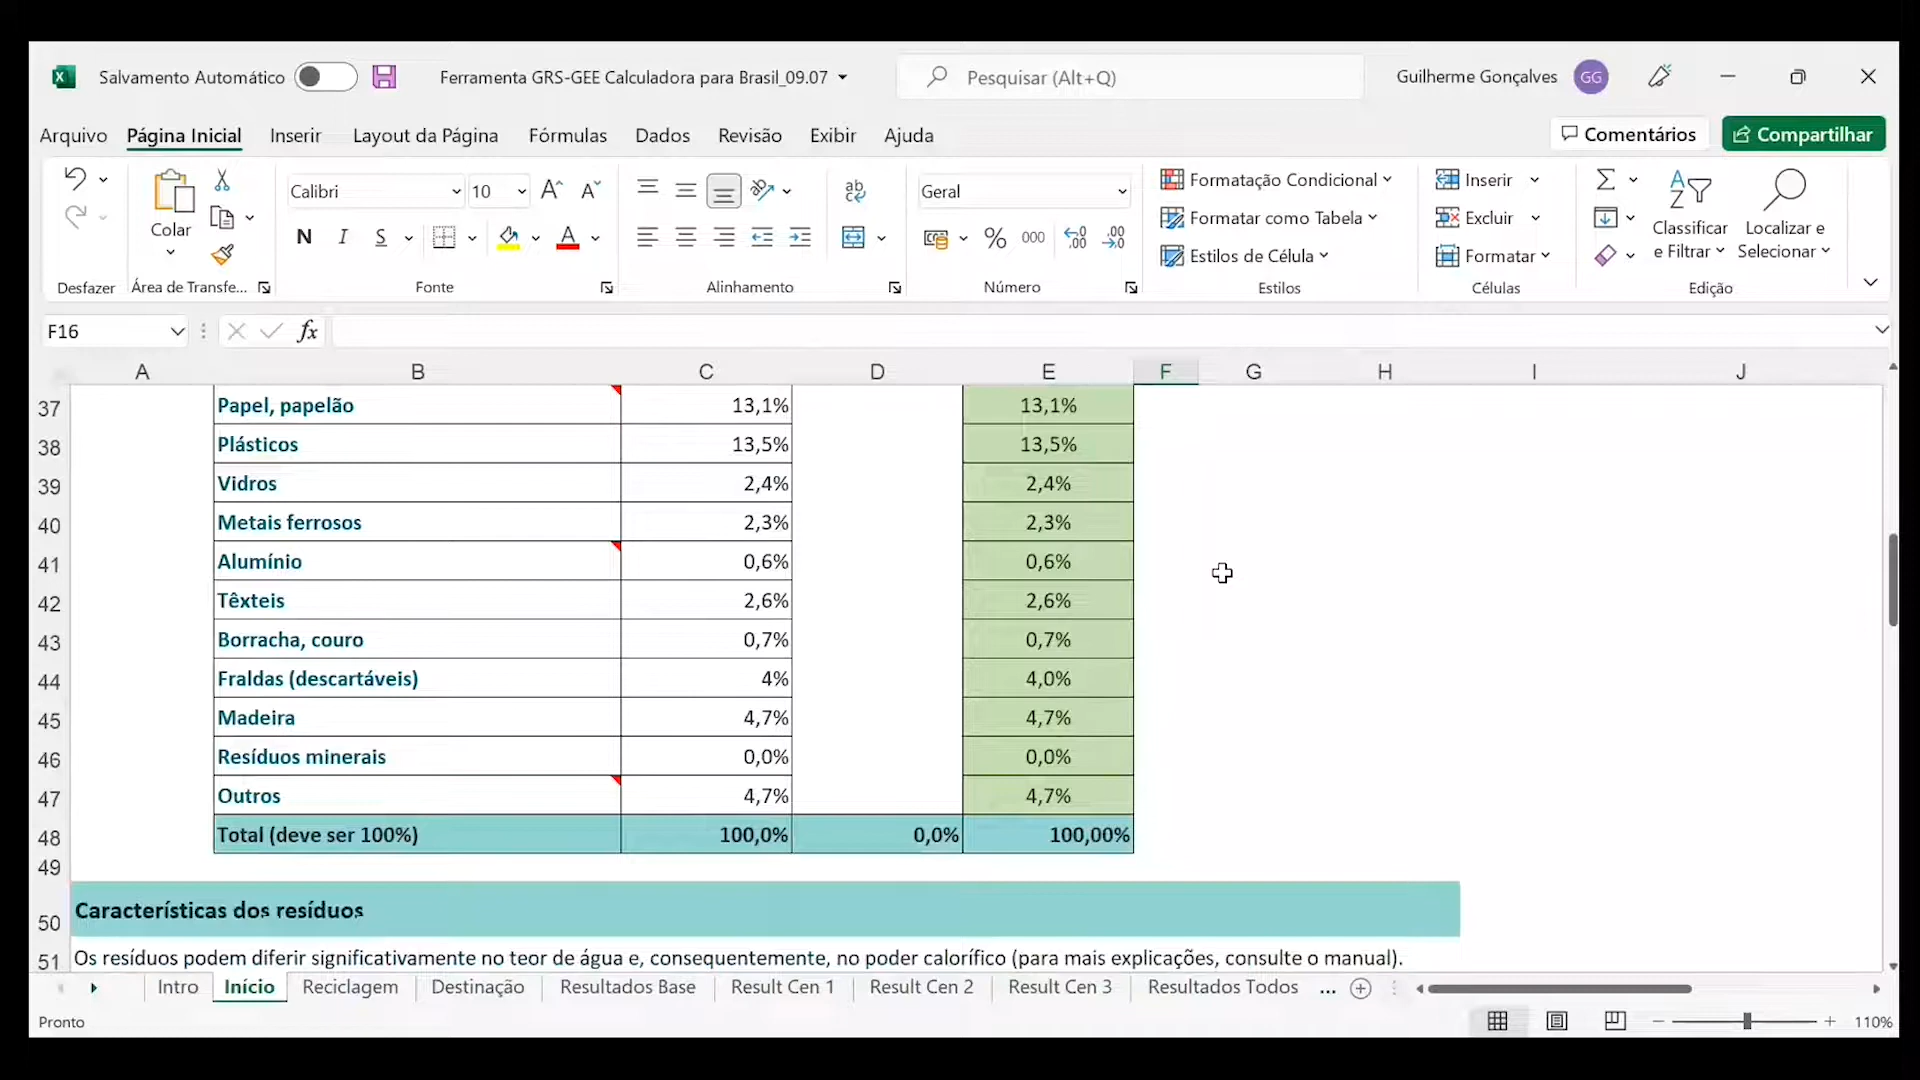 Salvamento Automático
Ferramenta GRS-GEE Calculadora para Brasil_09.07
Pesquisar (Alt+Q)
Guilherme Gonçalves GG
Arquivo Página Inicial Inserir Layout da Página Fórmulas Dados Revisão Exibir Ajuda
Comentários Compartilhar
Colar
Calibri 10
Geral
N I S
% 000
Formatação Condicional
Formatar como Tabela
Estilos de Célula
Inserir
Excluir
Formatar
Classificar e Filtrar
Localizar e Selecionar
Desfazer Área de Transfe... Fonte Alinhamento Número Estilos Células Edição
F16 fx
A B C D E F G H I J
37 Papel, papelão 13,1% 13,1%
38 Plásticos 13,5% 13,5%
39 Vidros 2,4% 2,4%
40 Metais ferrosos 2,3% 2,3%
41 Alumínio 0,6% 0,6%
42 Têxteis 2,6% 2,6%
43 Borracha, couro 0,7% 0,7%
44 Fraldas (descartáveis) 4% 4,0%
45 Madeira 4,7% 4,7%
46 Resíduos minerais 0,0% 0,0%
47 Outros 4,7% 4,7%
48 Total (deve ser 100%) 100,0% 0,0% 100,00%
49
50 Características dos resíduos
51 Os resíduos podem diferir significativamente no teor de água e, consequentemente, no poder calorífico (para mais explicações, consulte o manual).
Intro Início Reciclagem Destinação Resultados Base Result Cen 1 Result Cen 2 Result Cen 3 Resultados Todos ...
Pronto 110%